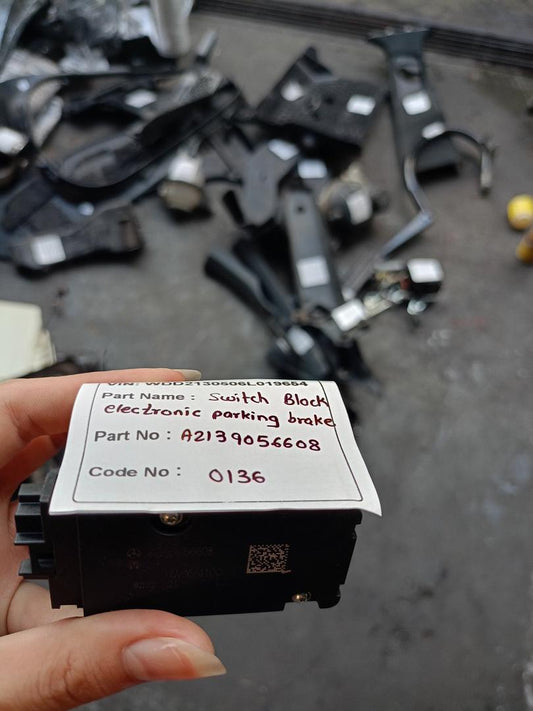 VIN: WDD2130506L019654
Part Name : Switch Block
electronic parking brake
Part No : A2139056608
Code No : 0136